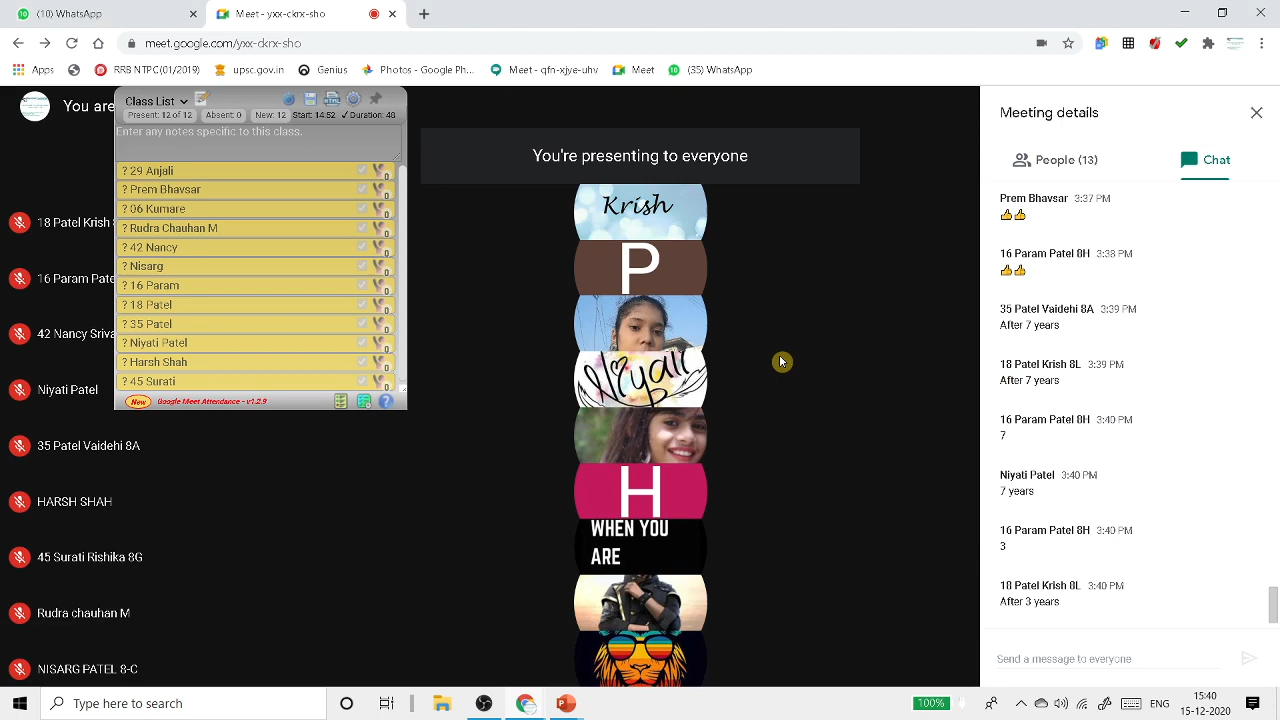 (10) WhatsApp
Meet - yxx-dkrx-sho
meet.google.com/yxx-dkrx-sho
Apps
RRB NTPC(01/2019)
upsc.gov.in
Genius
Photos - Google Ph...
Meet
(35) WhatsApp
You are
Class List
Present: 12 of 12
Absent: 0
New: 12
Start: 14:52
✓Duration: 48
Enter any notes specific to this class.
? 29 Anjali
? Prem Bhavsar
? 06 Kumare
? Rudra Chauhan M
? 42 Nancy
? Nisarg
? 16 Param
? 18 Patel
? 35 Patel
? Niyati Patel
? Harsh Shah
? 45 Surati
New
Google Meet Attendance - v1.2.9
18 Patel Krish
16 Param Pate
42 Nancy Sriva
Niyati Patel
35 Patel Vaidehi 8A
HARSH SHAH
45 Surati Rishika 8G
Rudra chauhan M
NISARG PATEL 8-C
You're presenting to everyone
Krish
P
Niyati
H
WHEN YOU
ARE
Meeting details
People (13)
Chat
Prem Bhavsar 3:37 PM
👍👍
16 Param Patel 8H 3:38 PM
👍👍
35 Patel Vaidehi 8A 3:39 PM
After 7 years
18 Patel Krish 8L 3:39 PM
After 7 years
16 Param Patel 8H 3:40 PM
7
Niyati Patel 3:40 PM
7 years
16 Param Patel 8H 3:40 PM
3
18 Patel Krish 8L 3:40 PM
After 3 years
Send a message to everyone
Type here to search
100%
ENG
15:40
15-12-2020